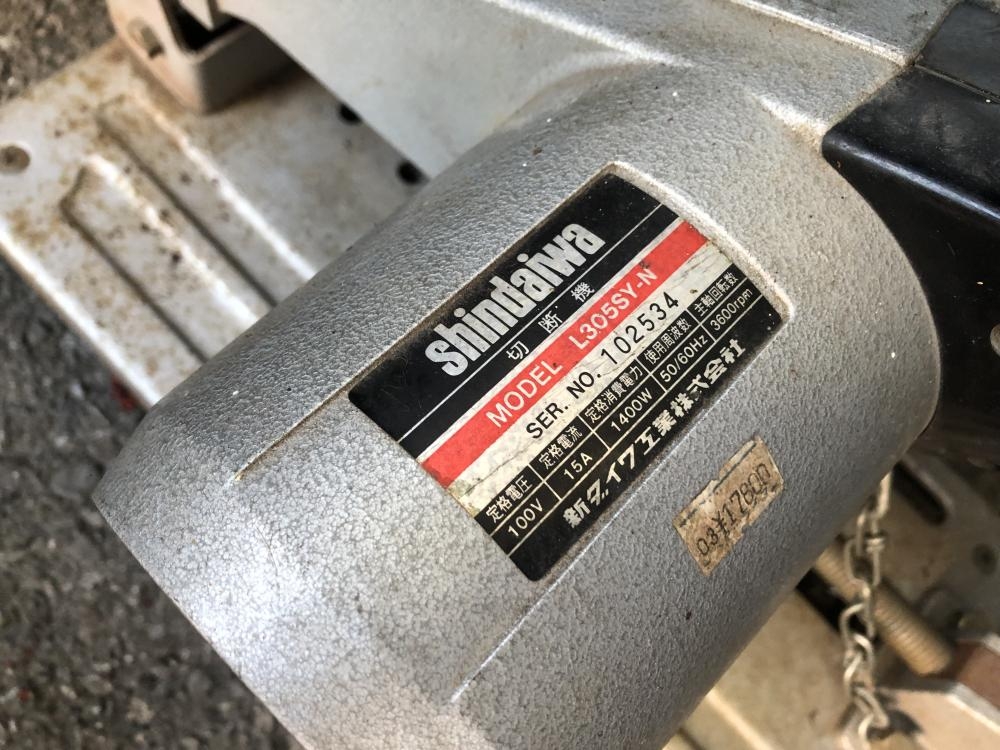 shindaiwa
切断機
MODEL L305SY-N
SER. NO. 102534
定格電圧 定格電流 定格消費電力 使用周波数 主軸回転数
100V 15A 1400W 50/60Hz 3600rpm
新ダイワ工業株式会社
03¥17800